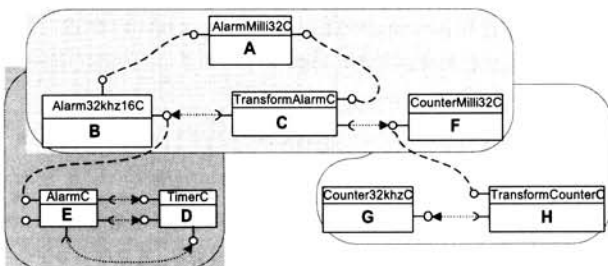 AlarmMilli32C
A
Alarm32khz16C
B
TransformAlarmC
C
CounterMilli32C
F
AlarmC
E
TimerC
D
Counter32khzC
G
TransformCounterC
H